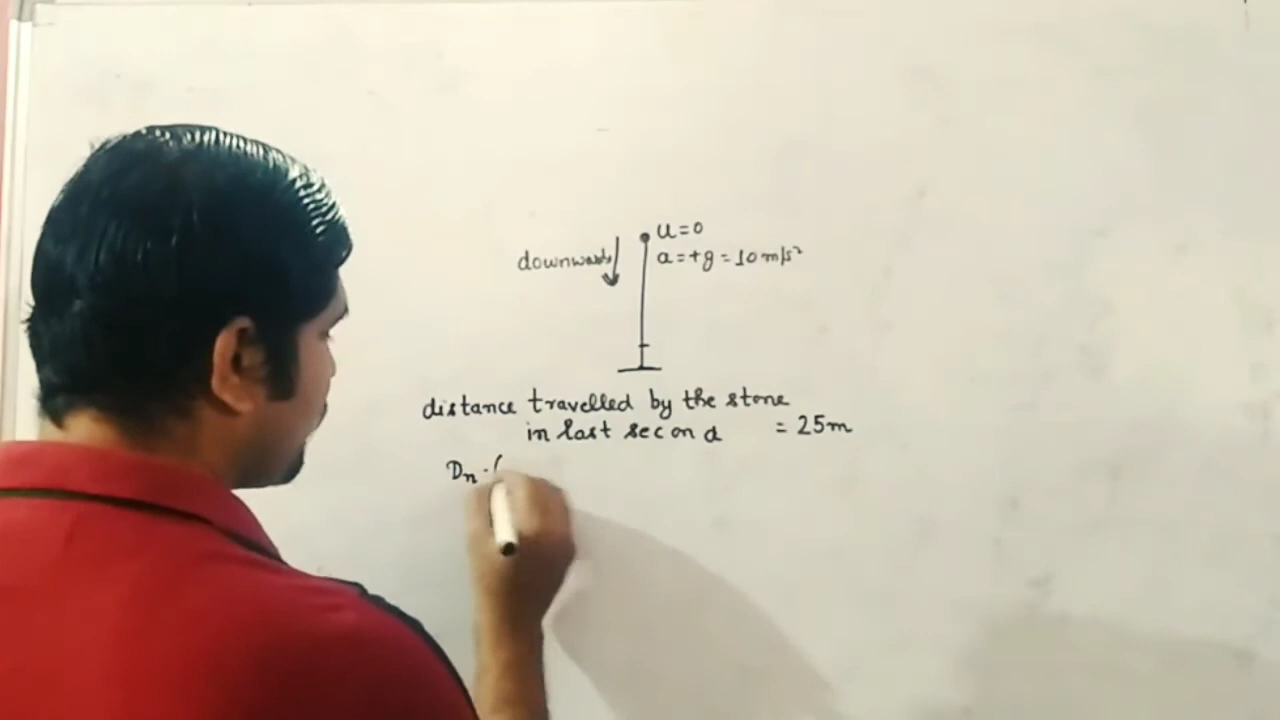 u=0
downwards
a=+g=10m/s²
distance travelled by the stone
in last second = 25m
Dn